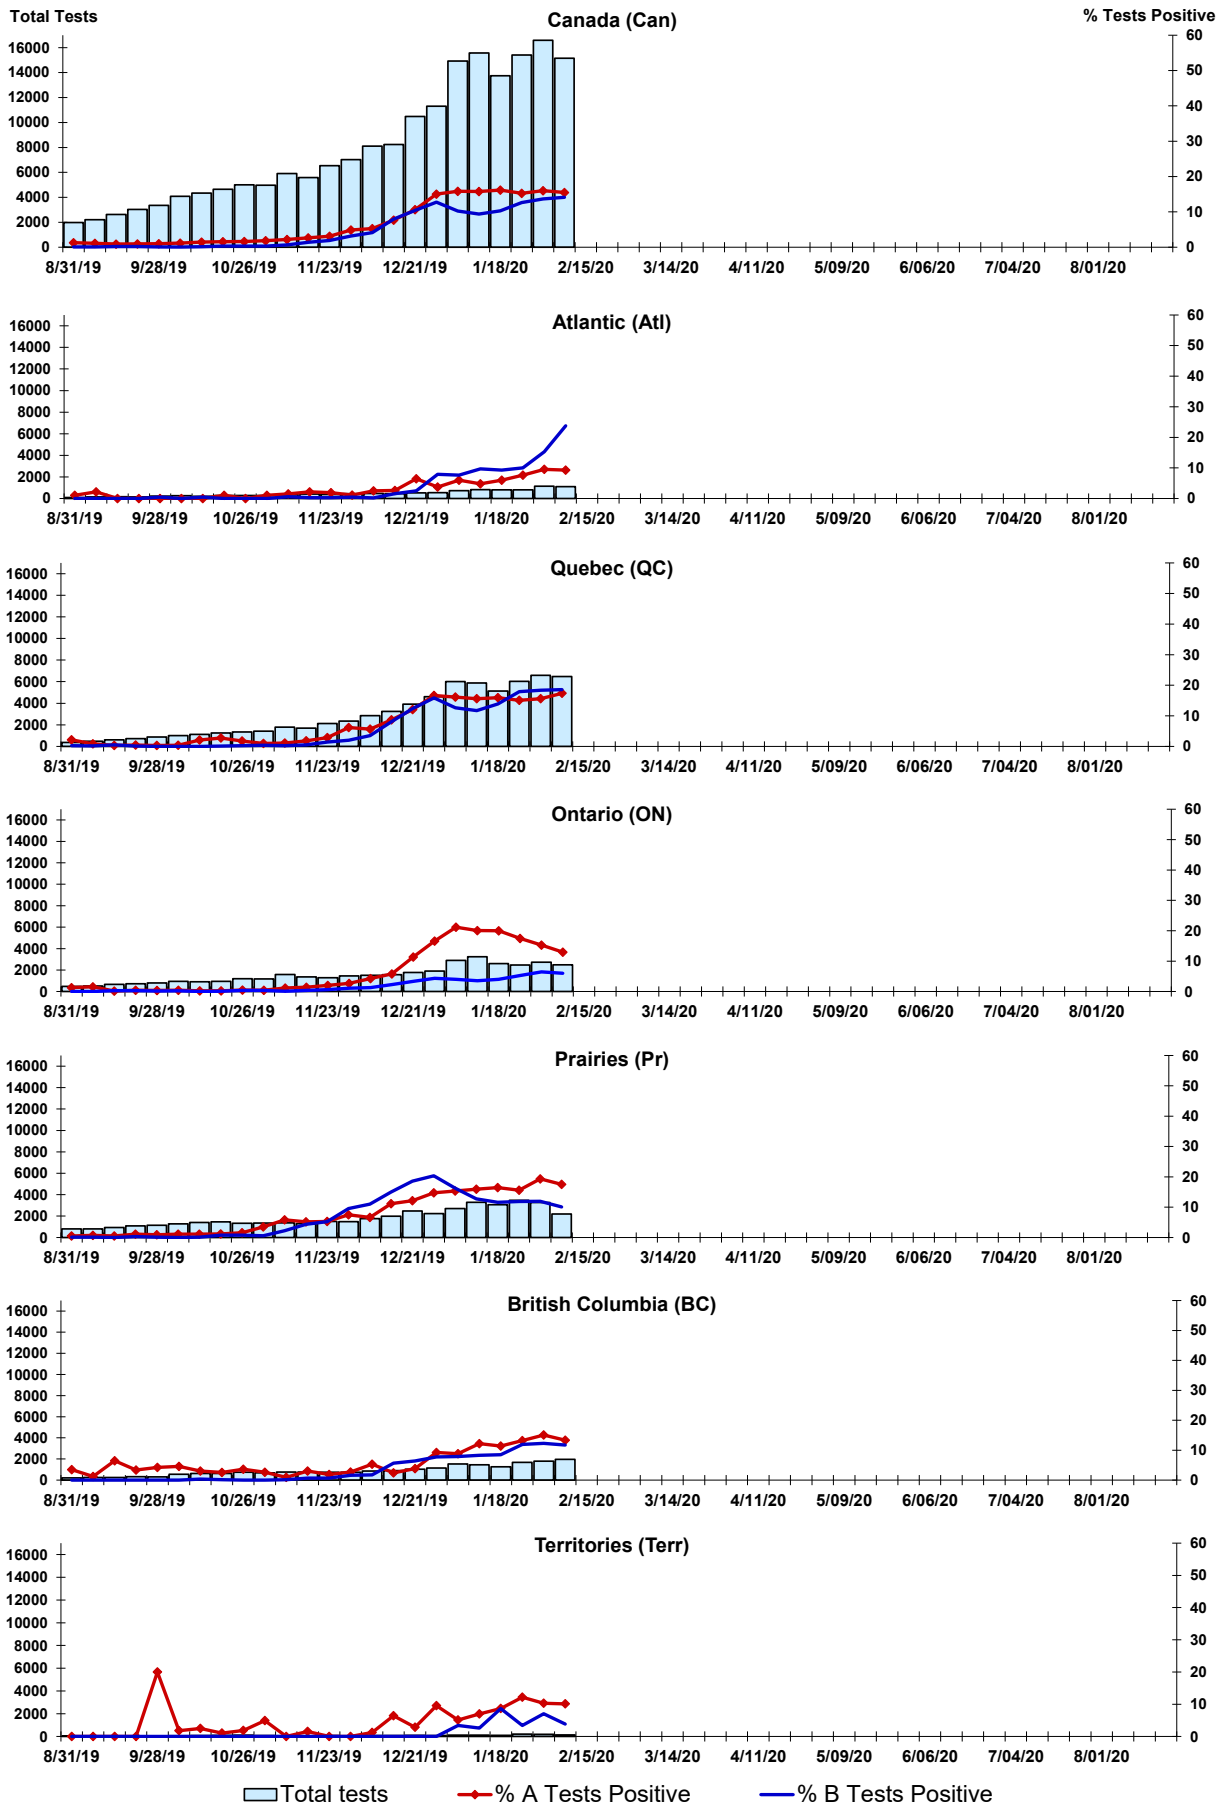 Total Tests
Canada (Can)
% Tests Positive
16000 14000 12000 10000 8000 6000 4000 2000 0
60 50 40 30 20 10 0
8/31/19 9/28/19 10/26/19 11/23/19 12/21/19 1/18/20 2/15/20 3/14/20 4/11/20 5/09/20 6/06/20 7/04/20 8/01/20
Atlantic (Atl)
16000 14000 12000 10000 8000 6000 4000 2000 0
60 50 40 30 20 10 0
8/31/19 9/28/19 10/26/19 11/23/19 12/21/19 1/18/20 2/15/20 3/14/20 4/11/20 5/09/20 6/06/20 7/04/20 8/01/20
Quebec (QC)
16000 14000 12000 10000 8000 6000 4000 2000 0
60 50 40 30 20 10 0
8/31/19 9/28/19 10/26/19 11/23/19 12/21/19 1/18/20 2/15/20 3/14/20 4/11/20 5/09/20 6/06/20 7/04/20 8/01/20
Ontario (ON)
16000 14000 12000 10000 8000 6000 4000 2000 0
60 50 40 30 20 10 0
8/31/19 9/28/19 10/26/19 11/23/19 12/21/19 1/18/20 2/15/20 3/14/20 4/11/20 5/09/20 6/06/20 7/04/20 8/01/20
Prairies (Pr)
16000 14000 12000 10000 8000 6000 4000 2000 0
60 50 40 30 20 10 0
8/31/19 9/28/19 10/26/19 11/23/19 12/21/19 1/18/20 2/15/20 3/14/20 4/11/20 5/09/20 6/06/20 7/04/20 8/01/20
British Columbia (BC)
16000 14000 12000 10000 8000 6000 4000 2000 0
60 50 40 30 20 10 0
8/31/19 9/28/19 10/26/19 11/23/19 12/21/19 1/18/20 2/15/20 3/14/20 4/11/20 5/09/20 6/06/20 7/04/20 8/01/20
Territories (Terr)
16000 14000 12000 10000 8000 6000 4000 2000 0
60 50 40 30 20 10 0
8/31/19 9/28/19 10/26/19 11/23/19 12/21/19 1/18/20 2/15/20 3/14/20 4/11/20 5/09/20 6/06/20 7/04/20 8/01/20
Total tests % A Tests Positive % B Tests Positive